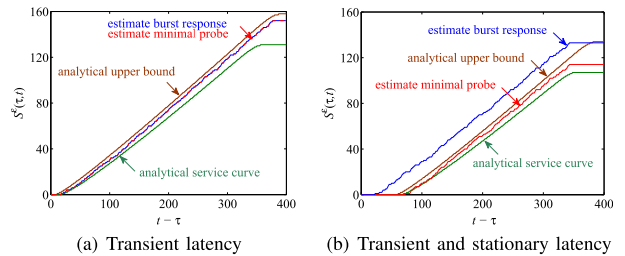 160
120
80
40
0
S^ε(τ,t)
estimate burst response
estimate minimal probe
analytical upper bound
analytical service curve
0 100 200 300 400
t − τ
(a) Transient latency
160
120
80
40
0
S^ε(τ,t)
estimate burst response
analytical upper bound
estimate minimal probe
analytical service curve
0 100 200 300 400
t − τ
(b) Transient and stationary latency